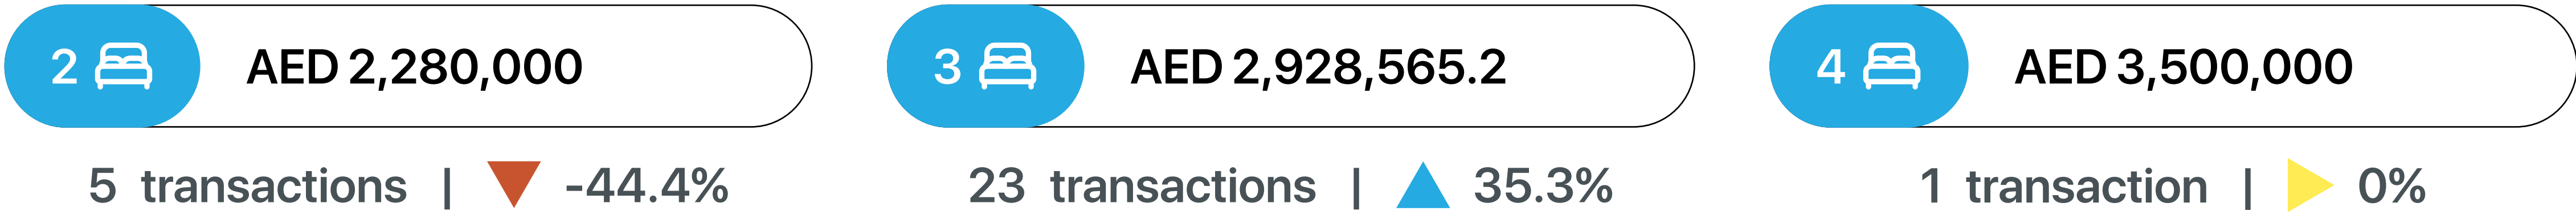 2 AED 2,280,000
5 transactions | -44.4%
3 AED 2,928,565.2
23 transactions | 35.3%
4 AED 3,500,000
1 transaction | 0%